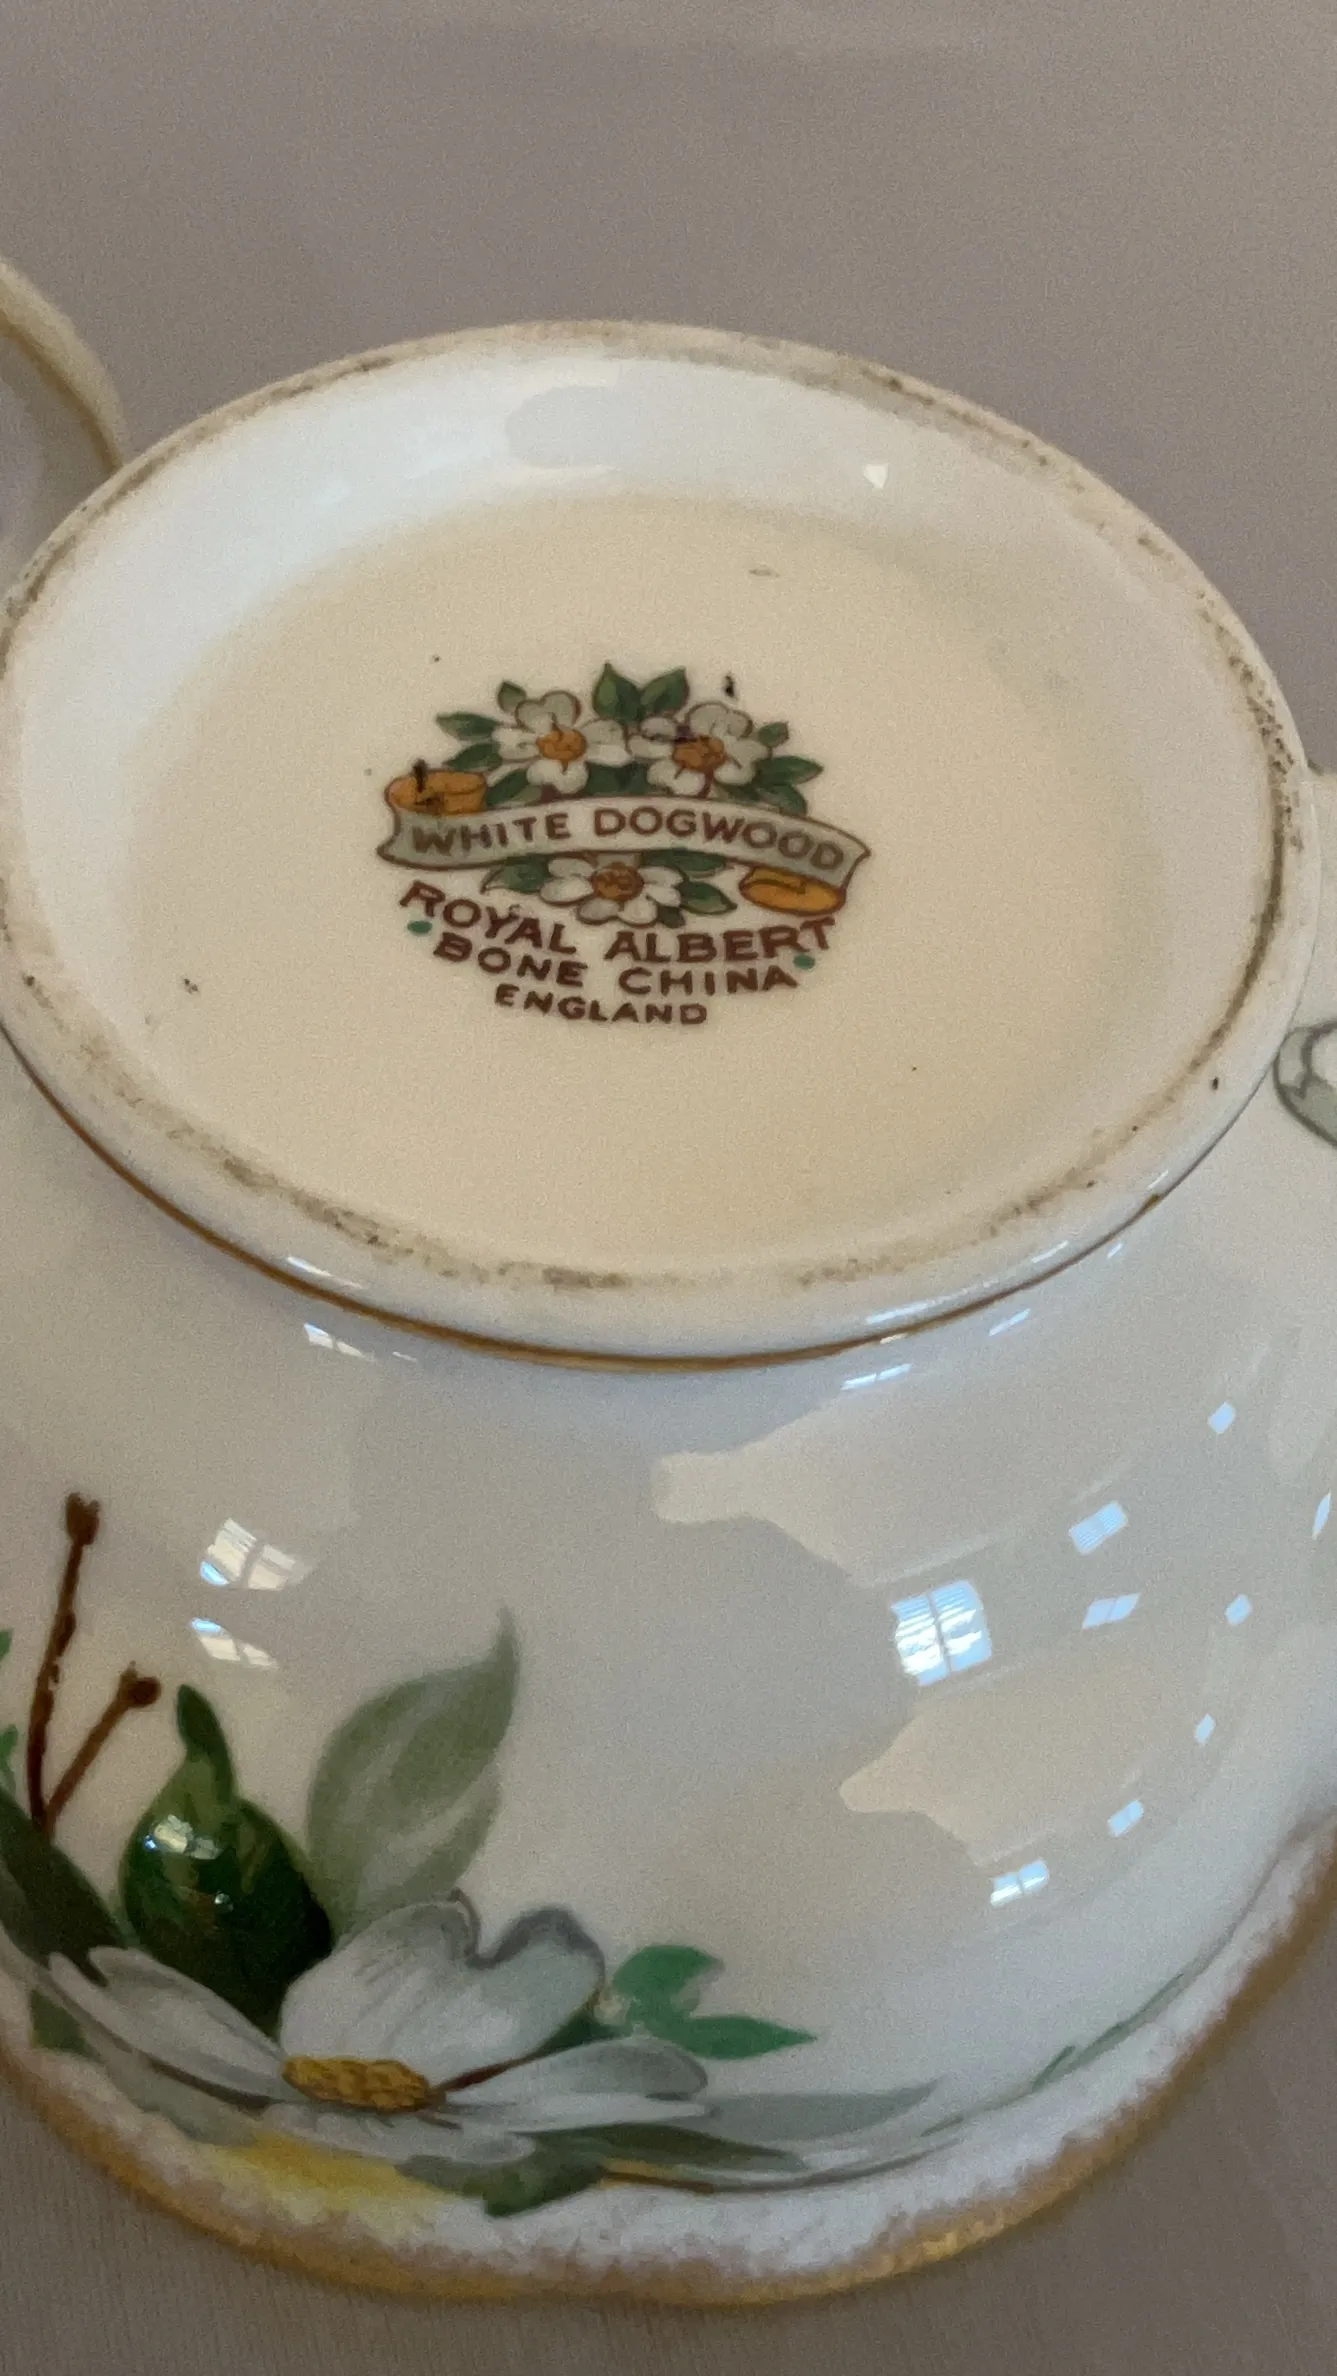 WHITE DOGWOOD
ROYAL ALBERT
BONE CHINA
ENGLAND